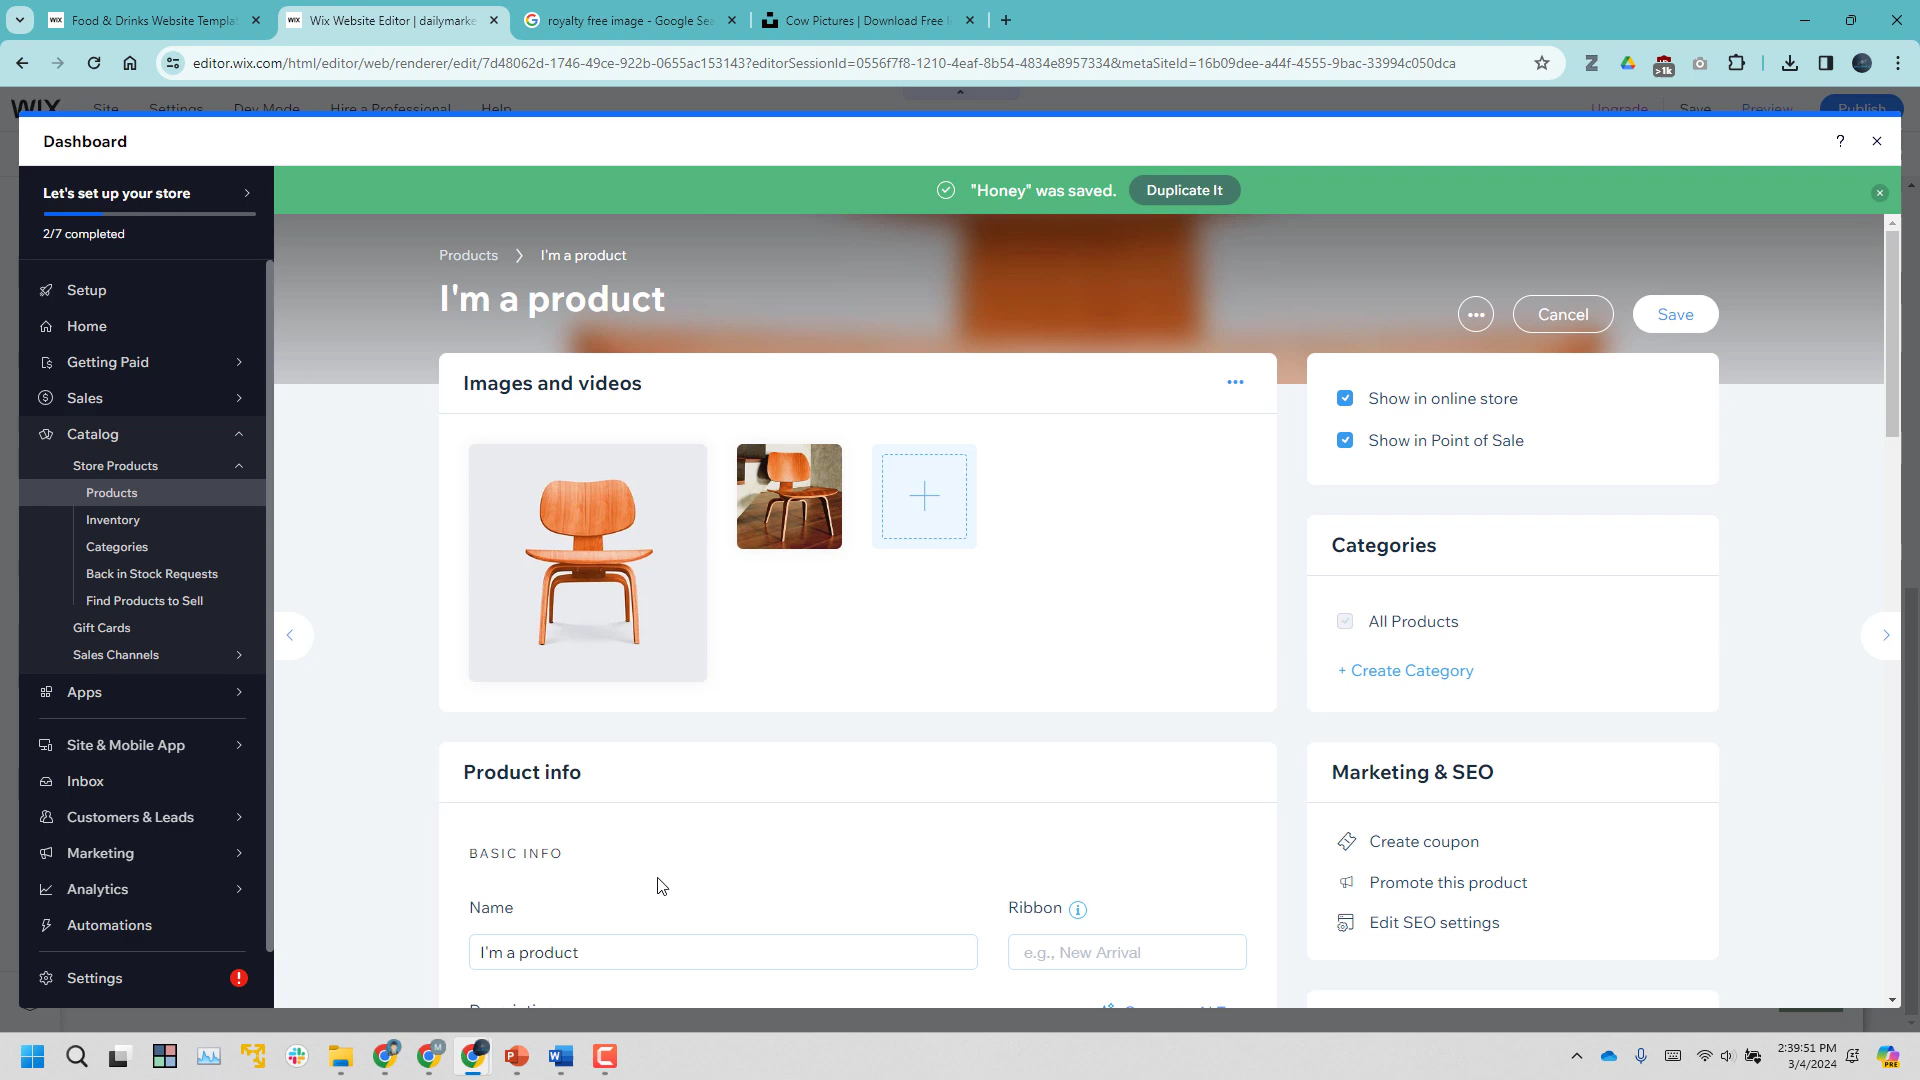 Food & Drinks Website Templa
Wix Website Editor | dailymarke
royalty free image - Google Sea
Cow Pictures | Download Free I
editor.wix.com/html/editor/web/renderer/edit/7d48062d-1746-49ce-922b-0655ac153143?editorSessionId=0556f7f8-1210-4eaf-8b54-4834e8957334&metaSiteId=16b09dee-a44f-4555-9bac-33994c050dca
>1k
WIX Site Settings Dev Mode Hire a Professional Help Upgrade Save Preview Publish
Dashboard
?
Let's set up your store
2/7 completed
"Honey" was saved.
Duplicate It
Setup
Home
Getting Paid
Sales
Catalog
Store Products
Products
Inventory
Categories
Back in Stock Requests
Find Products to Sell
Gift Cards
Sales Channels
Apps
Site & Mobile App
Inbox
Customers & Leads
Marketing
Analytics
Automations
Settings
Products > I'm a product
I'm a product
Cancel
Save
Images and videos
Show in online store
Show in Point of Sale
Categories
All Products
+ Create Category
Product info
BASIC INFO
Name
I'm a product
Ribbon
e.g., New Arrival
Marketing & SEO
Create coupon
Promote this product
Edit SEO settings
2:39:51 PM
3/4/2024